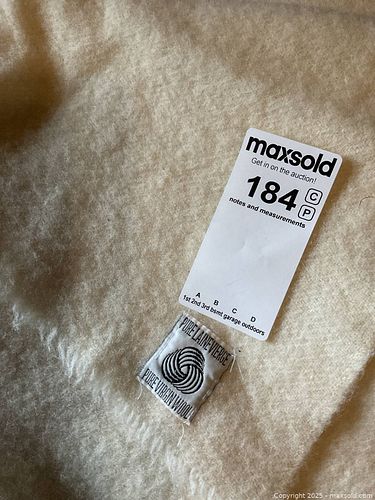 maxsold
Get in on the auction!
184 C
P
notes and measurements
A B C D
1st 2nd 3rd bsmt garage outdoors
PURE LAINE VIERGE
PURE VIRGIN WOOL
Copyright 2025 - maxsold.com